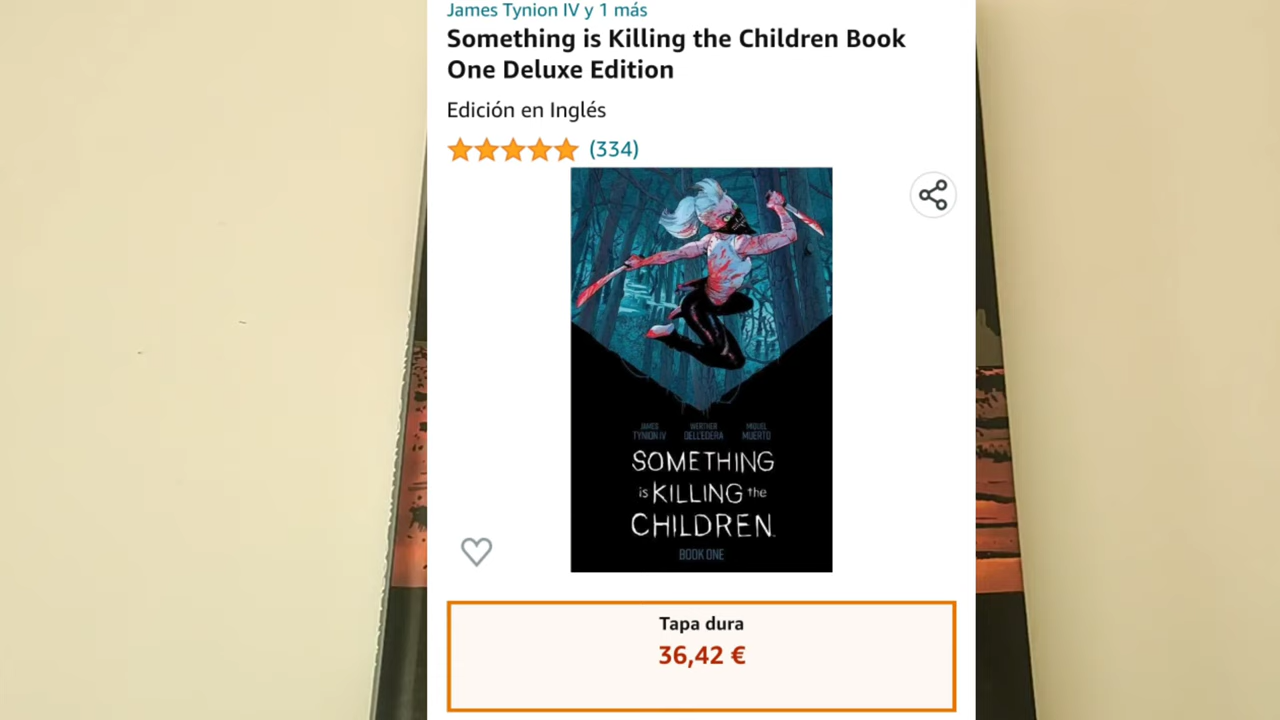 James Tynion IV y 1 más
Something is Killing the Children Book
One Deluxe Edition
Edición en Inglés
(334)
JAMES
TYNION IV
WERTHER
DELL'EDERA
MIQUEL
MUERTO
SOMETHING
is KILLING the
CHILDREN™
BOOK ONE
Tapa dura
36,42 €